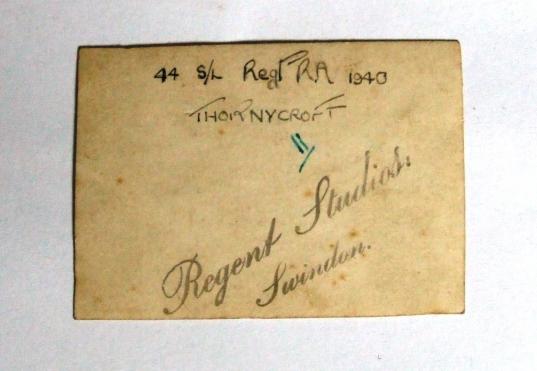 44 S/L Regt RA 1940
THORNYCROFT
Regent Studios.
Swindon.